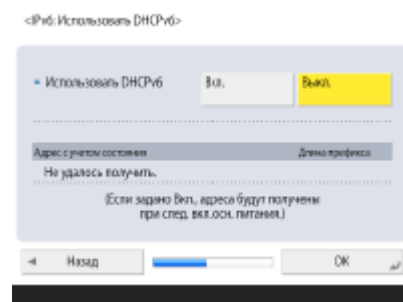 <IPv6: Использовать DHCPv6>
Использовать DHCPv6
Вкл.
Выкл.
Адрес с учетом состояния
Длина префикса
Не удалось получить.
(Если задано Вкл., адреса будут получены
при след. вкл.осн. питания.)
Назад
OK